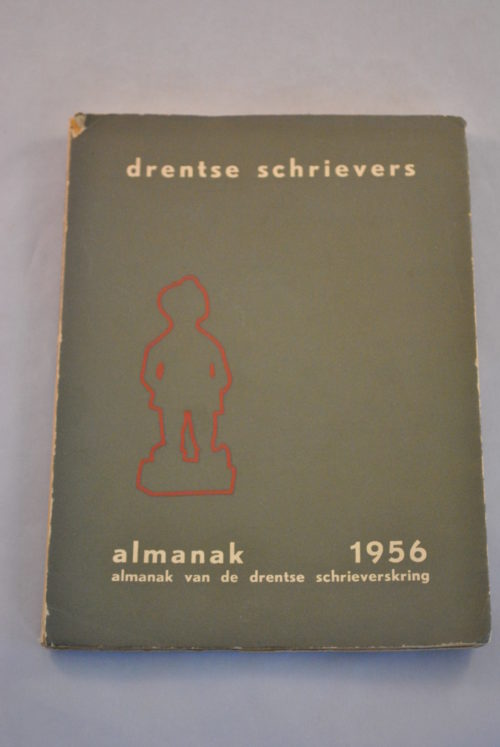 drentse schrievers
almanak 1956
almanak van de drentse schrieverskring